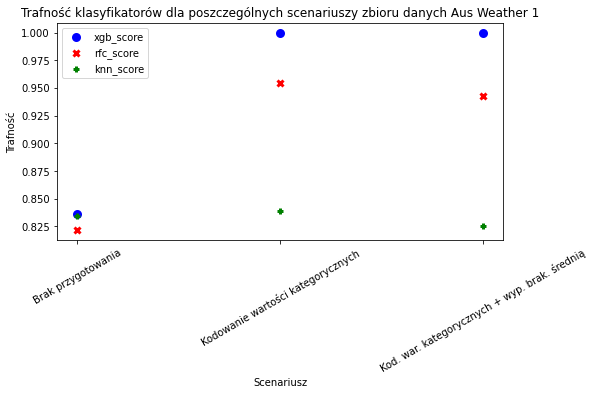 Trafność klasyfikatorów dla poszczególnych scenariuszy zbioru danych Aus Weather 1
xgb_score
rfc_score
knn_score
1.000
0.975
0.950
0.925
0.900
0.875
0.850
0.825
Trafność
Brak przygotowania
Kodowanie wartości kategorycznych
Kod. war. kategorycznych + wyp. brak. średnią
Scenariusz